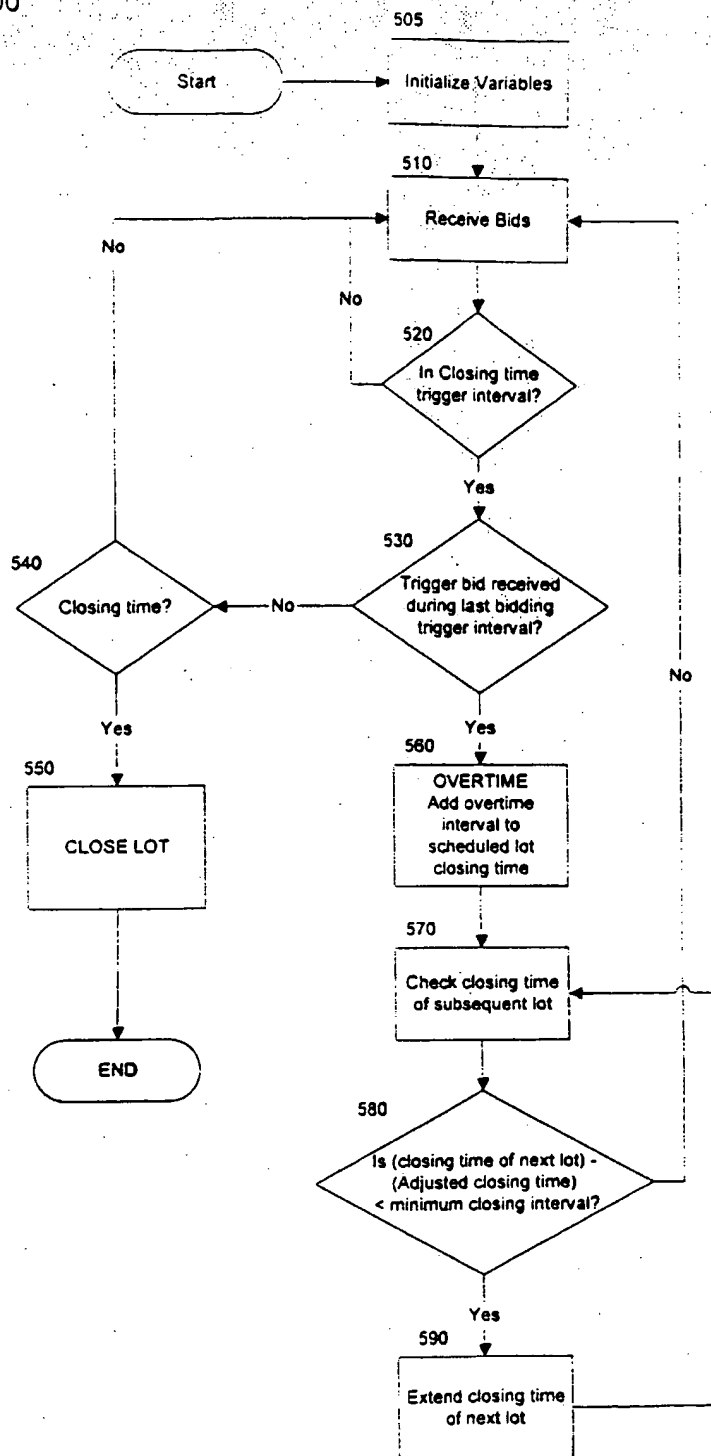 505
Start
Initialize Variables
510
Receive Bids
No
No
520
In Closing time
trigger interval?
Yes
530
540
Trigger bid received
during last bidding
trigger interval?
Closing time?
No
No
Yes
Yes
560
550
OVERTIME
Add overtime
interval to
scheduled lot
closing time
CLOSE LOT
570
Check closing time
of subsequent lot
END
580
Is (closing time of next lot) -
(Adjusted closing time)
< minimum closing interval?
Yes
590
Extend closing time
of next lot